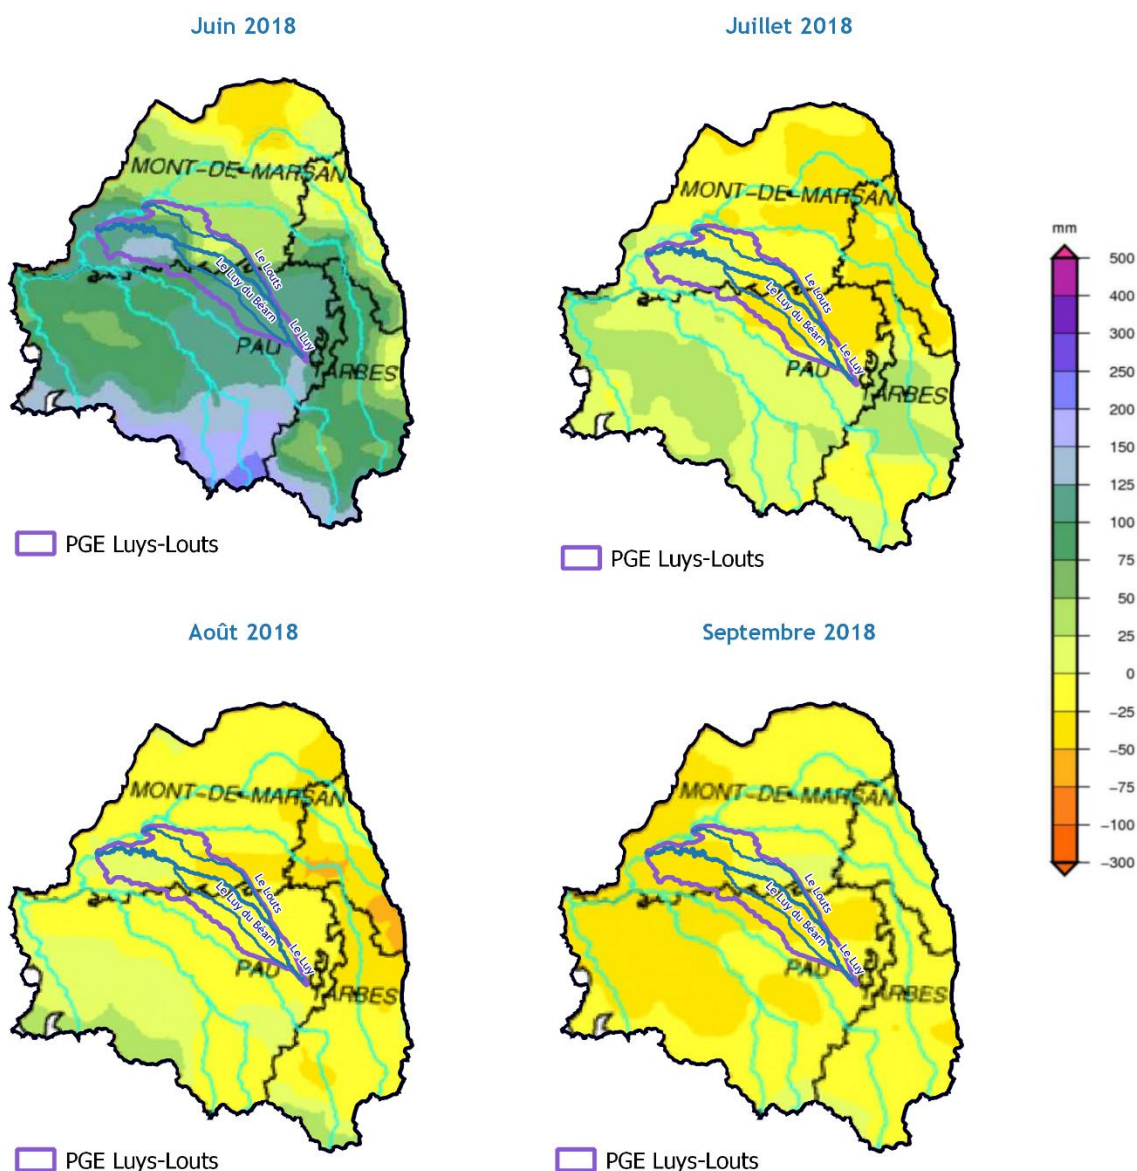 Juin 2018
Juillet 2018
MONT-DE-MARSAN
Le Louts
Le Luy du Béarn
Le Luy
PAU
TARBES
PGE Luys-Louts
MONT-DE-MARSAN
Le Louts
Le Luy du Béarn
Le Luy
PAU
TARBES
PGE Luys-Louts
mm
500
400
300
250
200
150
125
100
75
50
25
0
-25
-50
-75
-100
-300
Août 2018
Septembre 2018
MONT-DE-MARSAN
Le Louts
Le Luy du Béarn
Le Luy
PAU
TARBES
PGE Luys-Louts
MONT-DE-MARSAN
Le Louts
Le Luy du Béarn
Le Luy
PAU
TARBES
PGE Luys-Louts